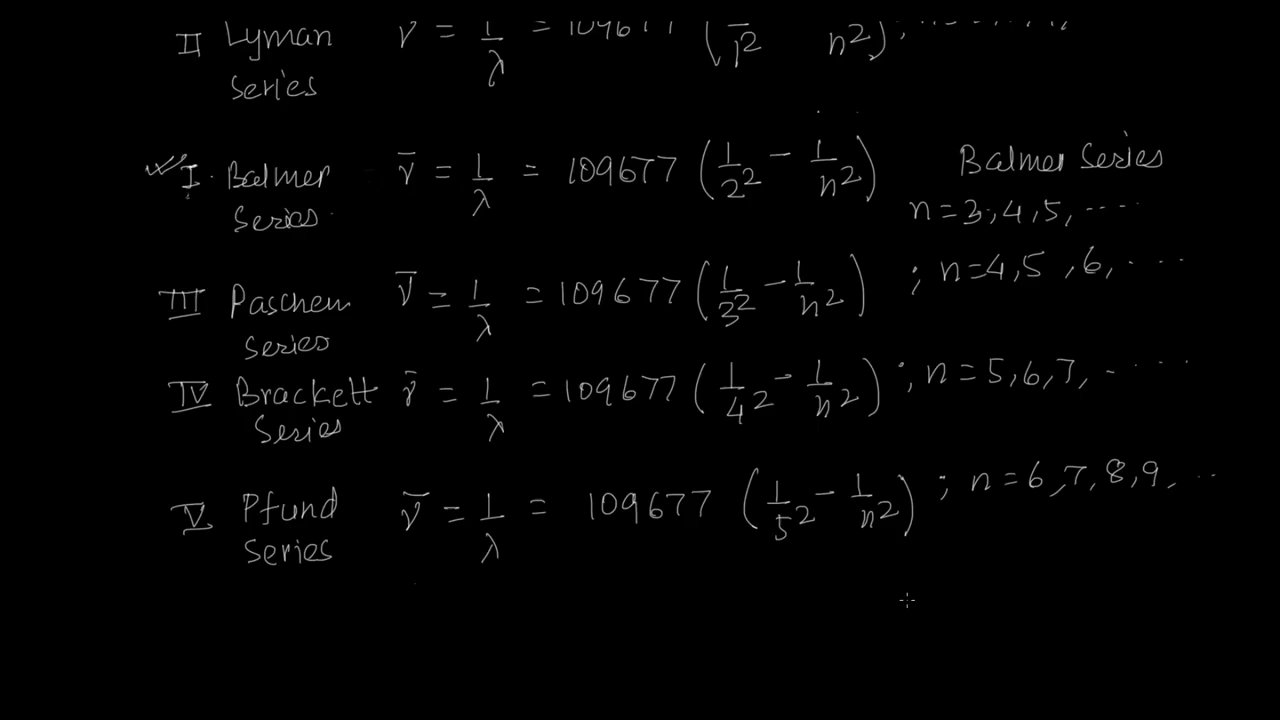 II Lyman ν = 1/λ = 109677 (1/1² n²);
Series
I. Balmer ν̅ = 1/λ = 109677 (1/2² − 1/n²) Balmer Series
Series. n = 3, 4, 5, ....
III Paschen ν̅ = 1/λ = 109677 (1/3² − 1/n²) ; n = 4, 5, 6, ....
Series
IV Brackett ν̅ = 1/λ = 109677 (1/4² − 1/n²) ; n = 5, 6, 7, .....
Series
V Pfund ν̅ = 1/λ = 109677 (1/5² − 1/n²) ; n = 6, 7, 8, 9, ...
Series